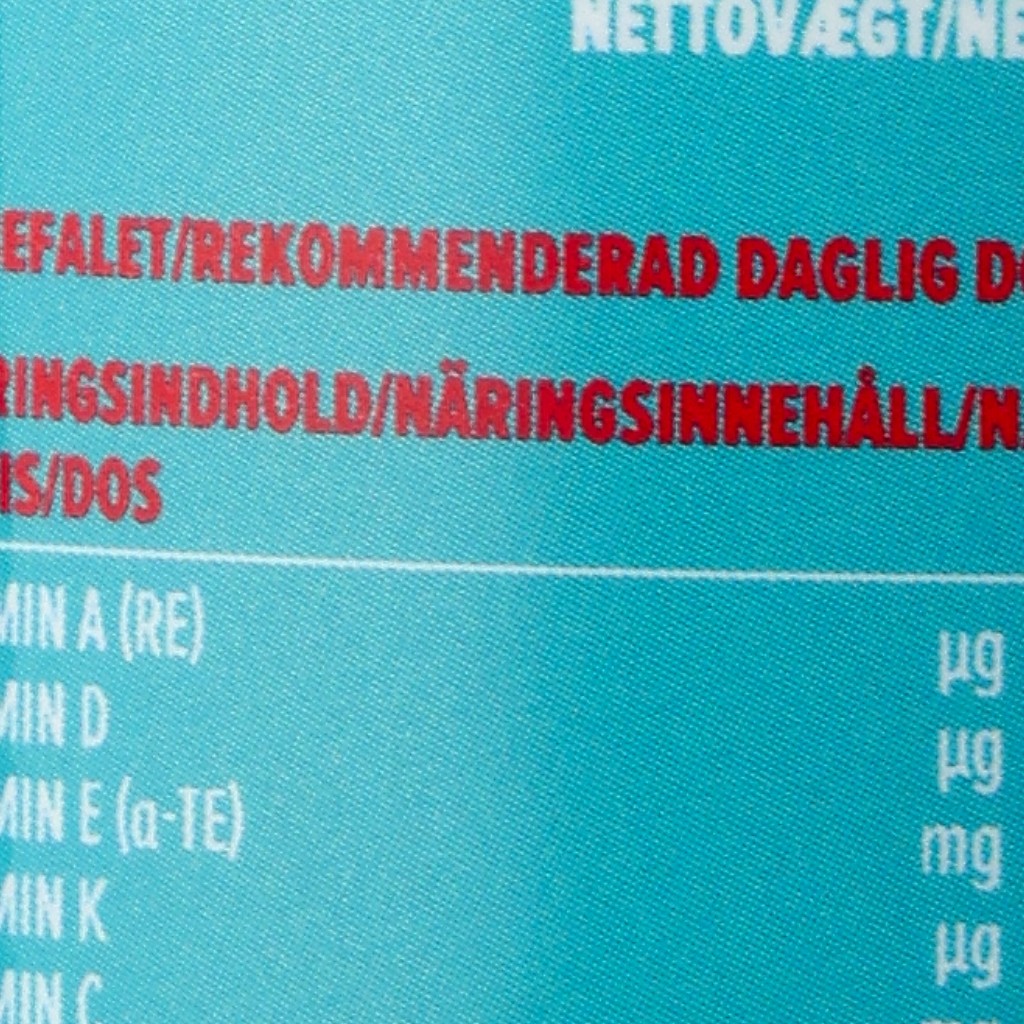 NETTOVÆGT/NE
EFALET/REKOMMENDERAD DAGLIG D
RINGSINDHOLD/NÄRINGSINNEHÅLL/N
IS/DOS
MIN A (RE) µg
MIN D µg
MIN E (α-TE) mg
MIN K µg
MIN C